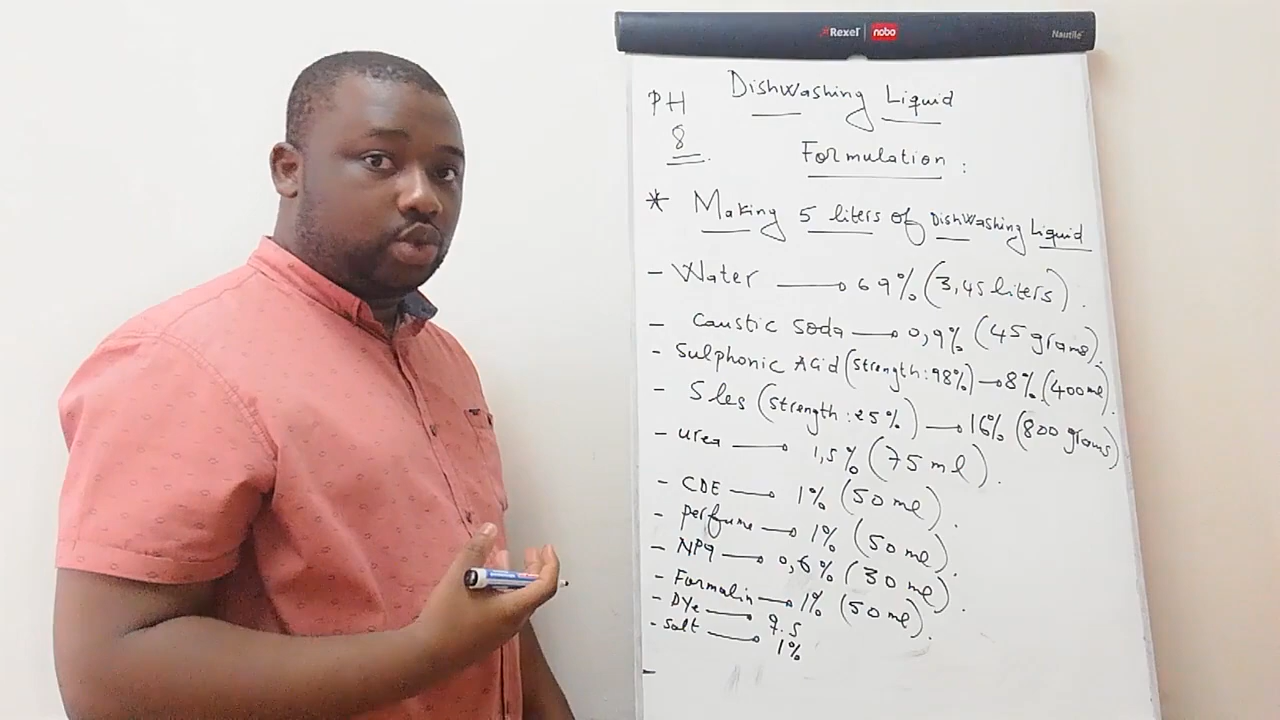 Rexel nobo
Nautile
PH
8
Dishwashing Liquid
Formulation :
* Making 5 liters of Dishwashing Liquid
- Water → 69% (3,45 liters).
- Caustic Soda → 0,9% (45 grams).
- Sulphonic Acid (strength: 98%) → 8% (400 ml).
- Sles (strength: 25%) → 16% (800 grams)
- Urea → 1,5% (75 ml).
- CDE → 1% (50 ml).
- perfume → 1% (50 ml).
- NP9 → 0,6% (30 ml).
- Formalin → 1% (50 ml).
- Dye → q.s
- Salt → 1%
-